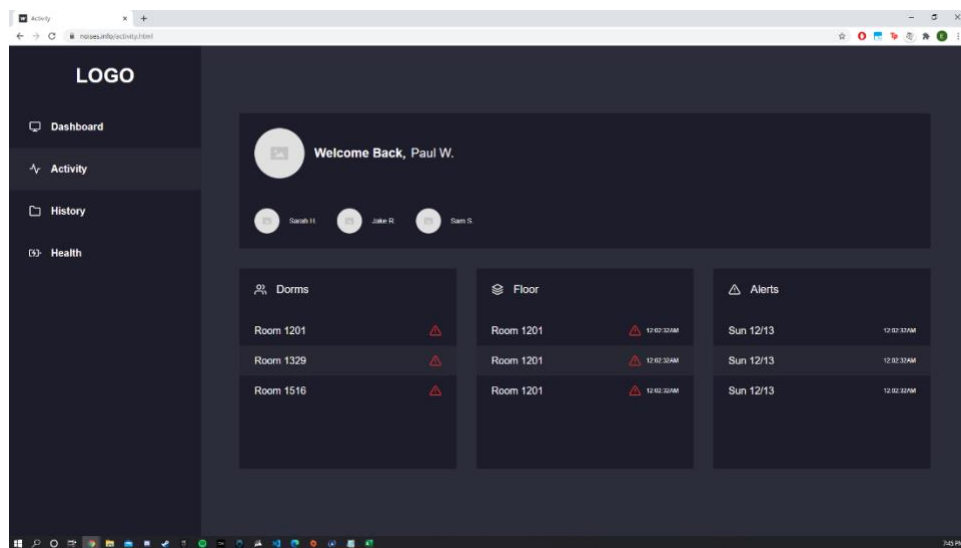 Activity
noises.info/activity.html
LOGO
Dashboard
Activity
History
Health
Welcome Back, Paul W.
Sarah H. Jake R. Sam S.
Dorms
Room 1201
Room 1329
Room 1516
Floor
Room 1201 12:02:32AM
Room 1201 12:02:32AM
Room 1201 12:02:32AM
Alerts
Sun 12/13 12:02:32AM
Sun 12/13 12:02:32AM
Sun 12/13 12:02:32AM
7:45 PM